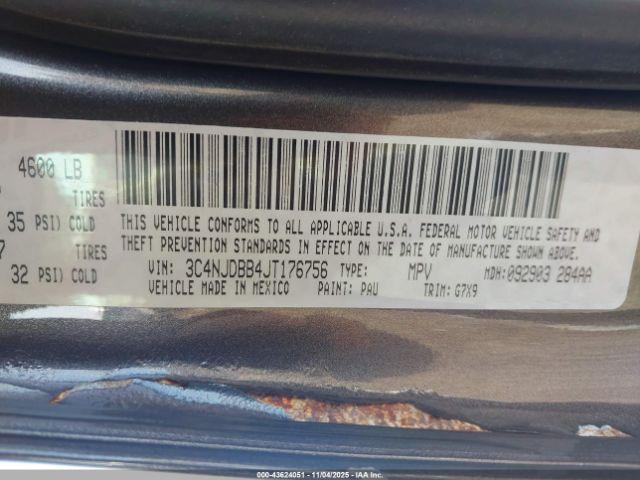 4600 LB
TIRES
35 PSI) COLD
7 TIRES
32 PSI) COLD
THIS VEHICLE CONFORMS TO ALL APPLICABLE U.S.A. FEDERAL MOTOR VEHICLE SAFETY AND
THEFT PREVENTION STANDARDS IN EFFECT ON THE DATE OF MANUFACTURE SHOWN ABOVE.
VIN: 3C4NJDBB4JT176756 TYPE: MPV MDH:092903 284AA
VEHICLE MADE IN MEXICO PAINT: PAU TRIM: G7X9
000-43624051 — 11/04/2025 — IAA INC.